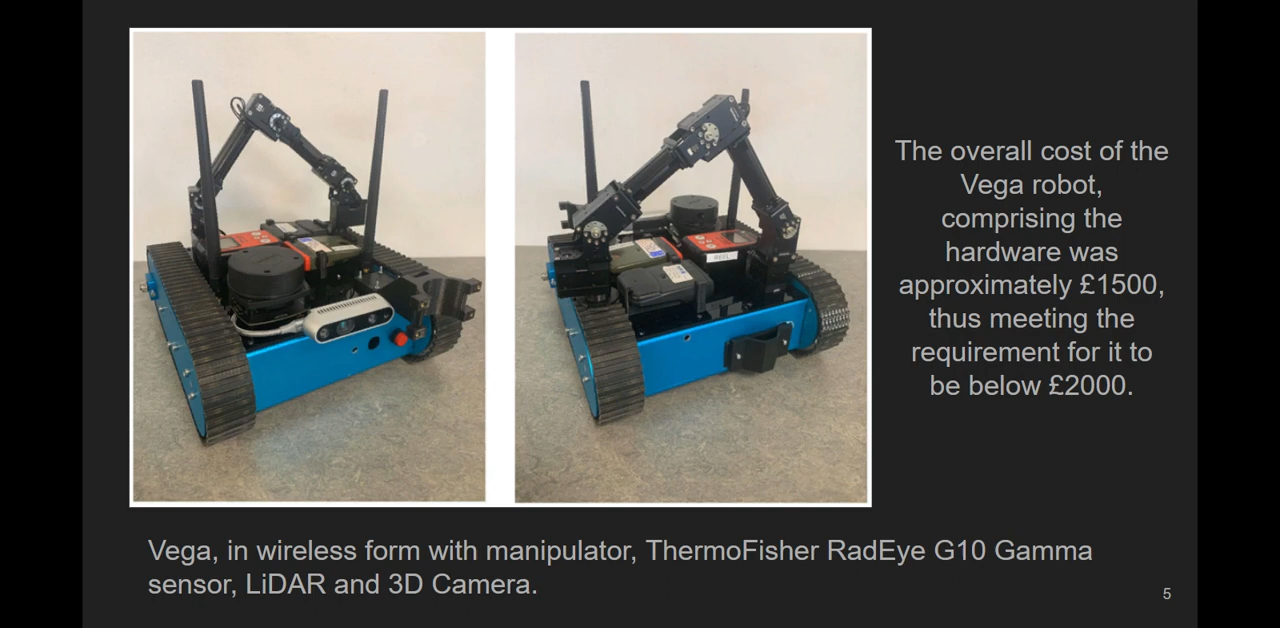 The overall cost of the
Vega robot,
comprising the
hardware was
approximately £1500,
thus meeting the
requirement for it to
be below £2000.
Vega, in wireless form with manipulator, ThermoFisher RadEye G10 Gamma
sensor, LiDAR and 3D Camera.
5